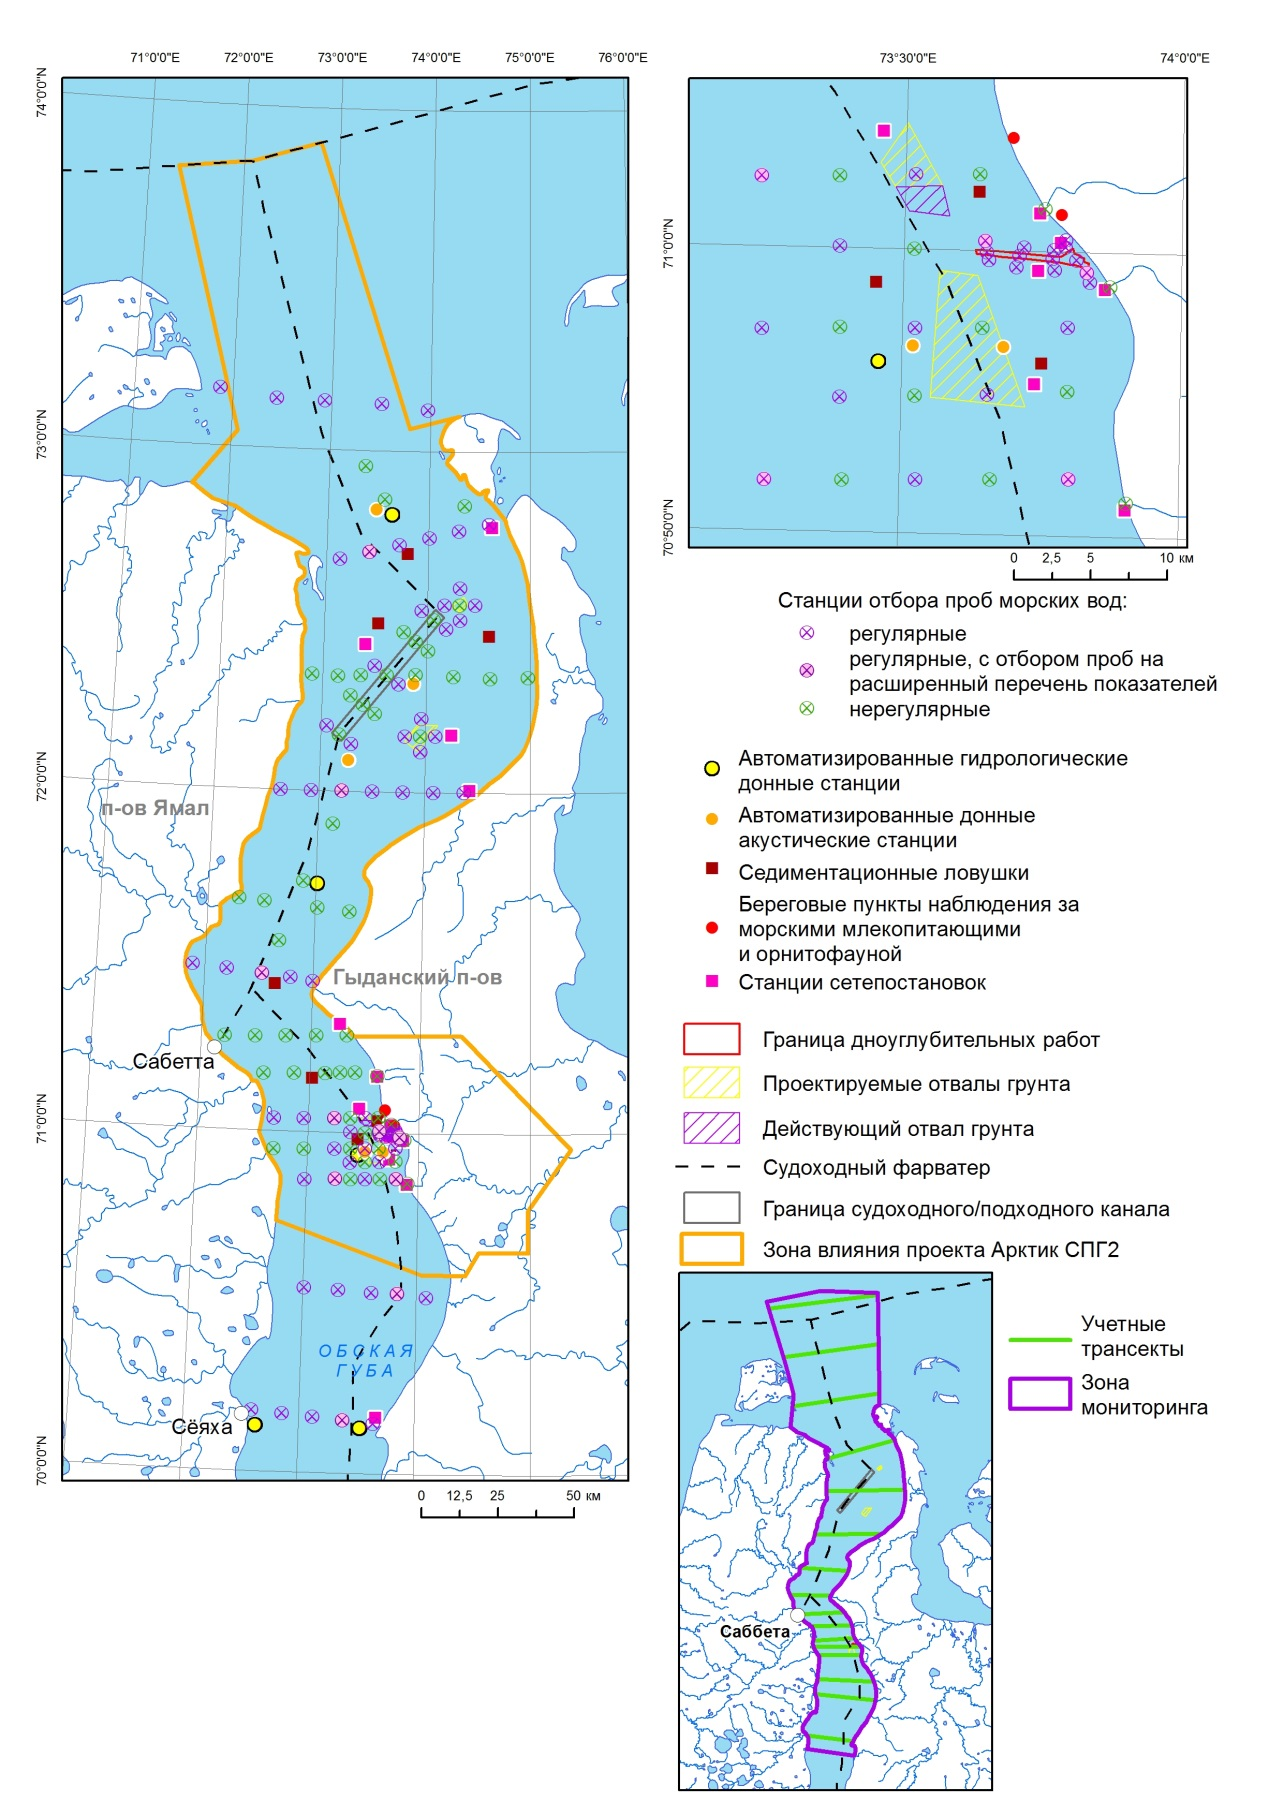 71°0'0"E 72°0'0"E 73°0'0"E 74°0'0"E 75°0'0"E 76°0'0"E
74°0'0"N
73°0'0"N
72°0'0"N
71°0'0"N
70°0'0"N
п-ов Ямал
Гыданский п-ов
Сабетта
ОБСКАЯ
ГУБА
Сёяха
0 12,5 25 50 км
73°30'0"E 74°0'0"E
71°0'0"N
70°50'0"N
0 2,5 5 10 км
Станции отбора проб морских вод:
регулярные
регулярные, с отбором проб на
расширенный перечень показателей
нерегулярные
Автоматизированные гидрологические
донные станции
Автоматизированные донные
акустические станции
Седиментационные ловушки
Береговые пункты наблюдения за
морскими млекопитающими
и орнитофауной
Станции сетепостановок
Граница дноуглубительных работ
Проектируемые отвалы грунта
Действующий отвал грунта
Судоходный фарватер
Граница судоходного/подходного канала
Зона влияния проекта Арктик СПГ2
Саббета
Учетные
трансекты
Зона
мониторинга